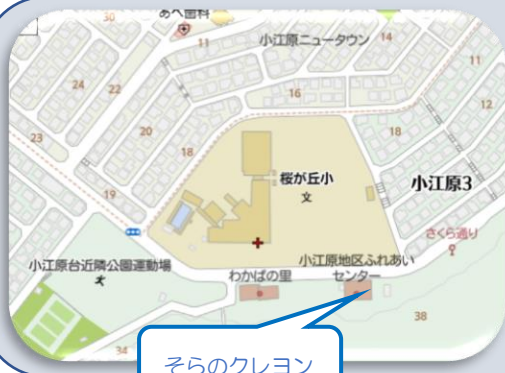 あべ歯科
30
11
小江原ニュータウン
14
11
24
22
16
12
20
18
23
18
桜が丘小
文
小江原3
19
さくら通り
小江原台近隣公園運動場
小江原地区ふれあい
センター
わかばの里
38
34
そらのクレヨン